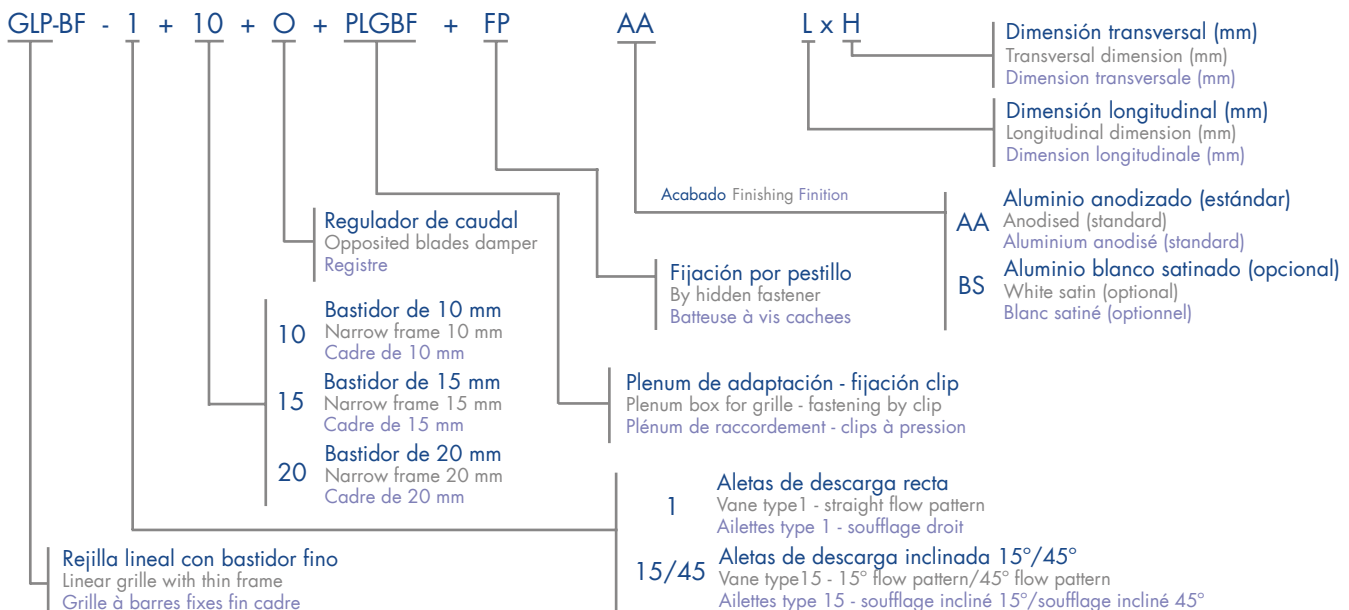 GLP-BF - 1 + 10 + O + PLGBF + FP AA L x H
Dimensión transversal (mm)
Transversal dimension (mm)
Dimension transversale (mm)
Dimensión longitudinal (mm)
Longitudinal dimension (mm)
Dimension longitudinale (mm)
Acabado Finishing Finition
AA
Aluminio anodizado (estándar)
Anodised (standard)
Aluminium anodisé (standard)
BS
Aluminio blanco satinado (opcional)
White satin (optional)
Blanc satiné (optionnel)
Regulador de caudal
Opposited blades damper
Registre
Fijación por pestillo
By hidden fastener
Batteuse à vis cachees
10
Bastidor de 10 mm
Narrow frame 10 mm
Cadre de 10 mm
15
Bastidor de 15 mm
Narrow frame 15 mm
Cadre de 15 mm
20
Bastidor de 20 mm
Narrow frame 20 mm
Cadre de 20 mm
Plenum de adaptación - fijación clip
Plenum box for grille - fastening by clip
Plénum de raccordement - clips à pression
1
Aletas de descarga recta
Vane type1 - straight flow pattern
Ailettes type 1 - soufflage droit
15/45
Aletas de descarga inclinada 15º/45º
Vane type15 - 15º flow pattern/45º flow pattern
Ailettes type 15 - soufflage incliné 15º/soufflage incliné 45º
Rejilla lineal con bastidor fino
Linear grille with thin frame
Grille à barres fixes fin cadre